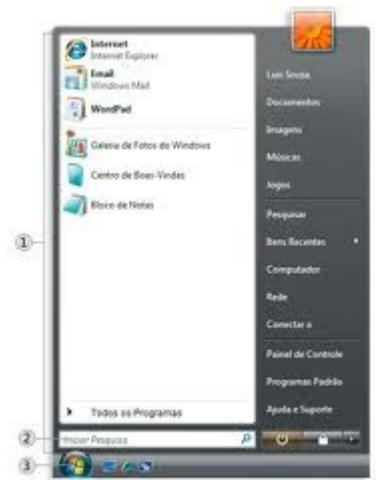 Internet
Internet Explorer
Email
Windows Mail
WordPad
Galeria de Fotos do Windows
Centro de Boas-Vindas
Bloco de Notas
Todos os Programas
Iniciar Pesquisa
Luis Sousa
Documentos
Imagens
Músicas
Jogos
Pesquisar
Itens Recentes
Computador
Rede
Conectar a
Painel de Controle
Programas Padrão
Ajuda e Suporte
1
2
3